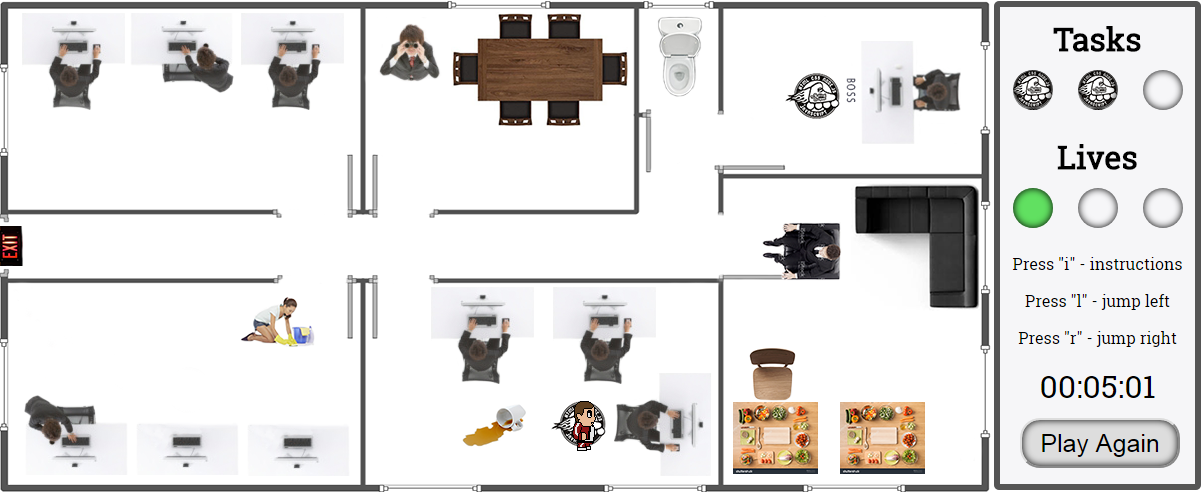 EXIT
BOSS
Tasks
Lives
Press "i" - instructions
Press "l" - jump left
Press "r" - jump right
00:05:01
Play Again